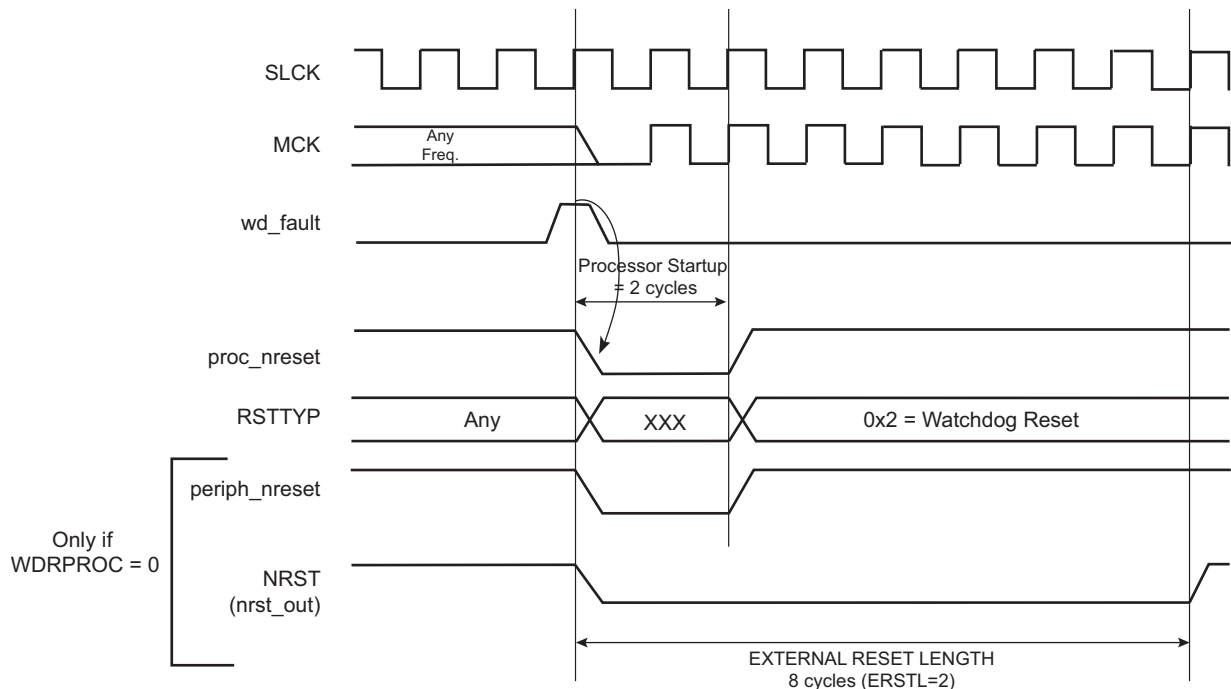 SLCK
MCK
Any
Freq.
wd_fault
Processor Startup
= 2 cycles
proc_nreset
RSTTYP
Any
XXX
0x2 = Watchdog Reset
periph_nreset
Only if
WDRPROC = 0
NRST
(nrst_out)
EXTERNAL RESET LENGTH
8 cycles (ERSTL=2)